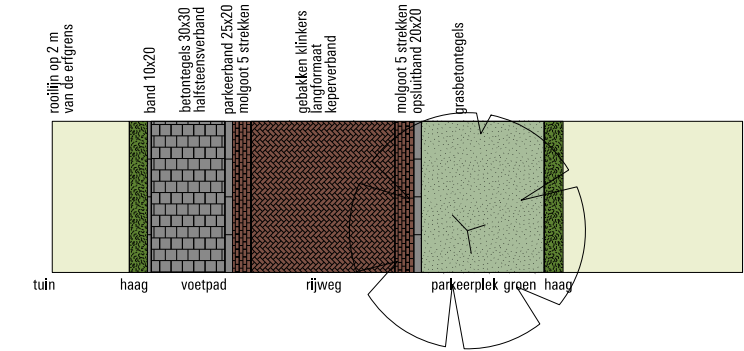 rooilijn op 2 m
van de erfgrens
band 10x20
betontegels 30x30
halfsteensverband
parkeerband 25x20
molgoot 5 strekken
gebakken klinkers
langformaat
keperverband
molgoot 5 strekken
opsluitband 20x20
grasbetontegels
tuin
haag
voetpad
rijweg
parkeerplek
groen
haag